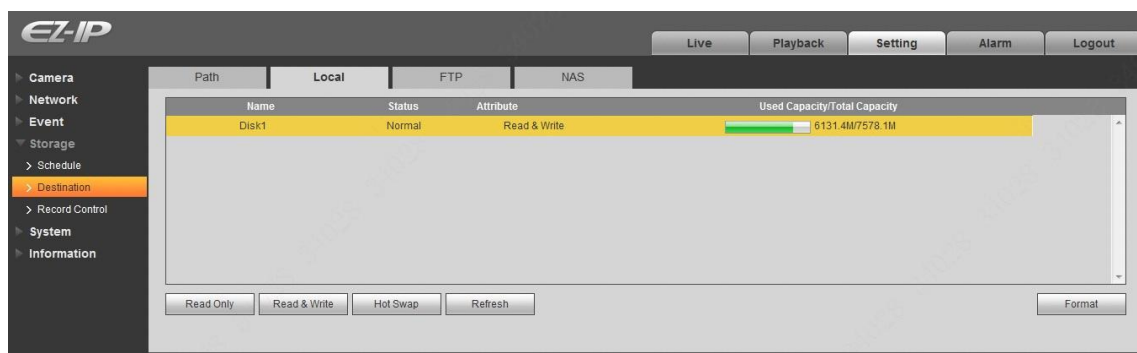 EZ-IP
Live Playback Setting Alarm Logout
Camera
Network
Event
Storage
Schedule
Destination
Record Control
System
Information
Path Local FTP NAS
Name Status Attribute Used Capacity/Total Capacity
Disk1 Normal Read & Write 6131.4M/7578.1M
Read Only Read & Write Hot Swap Refresh Format